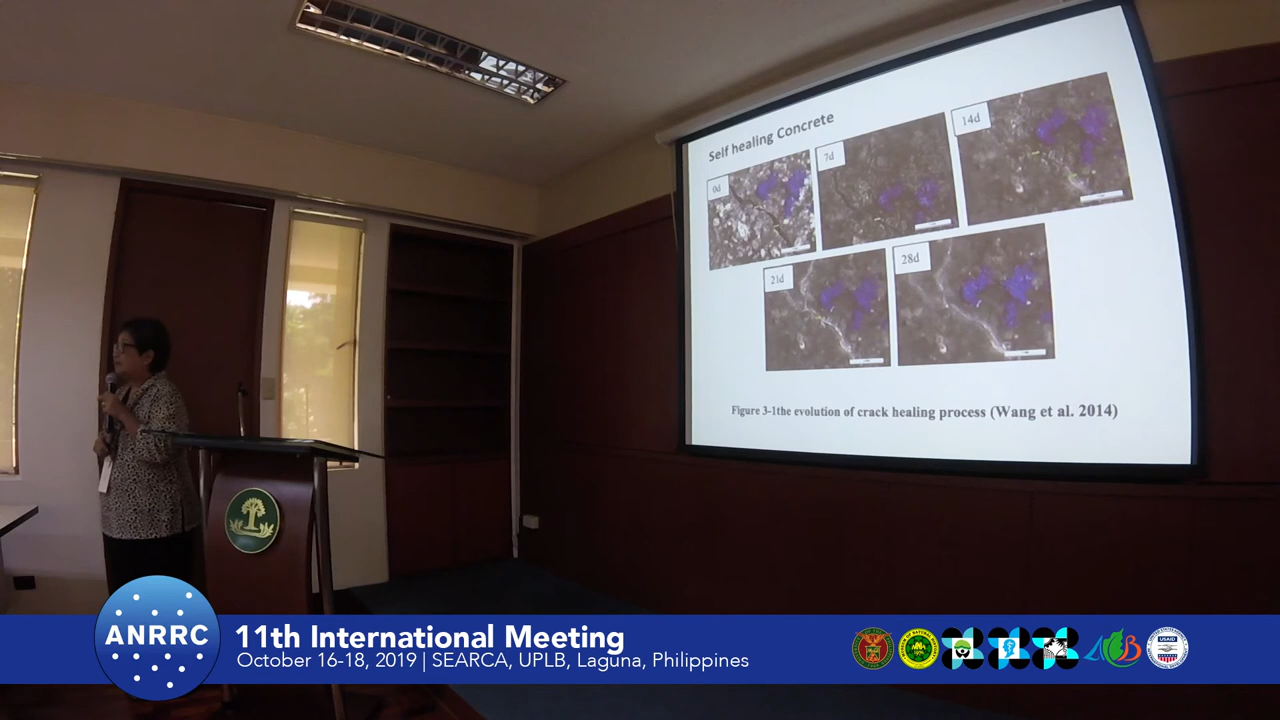 Self healing Concrete
0d
7d
14d
21d
28d
Figure 3-1the evolution of crack healing process (Wang et al. 2014)
ANRRC
11th International Meeting
October 16-18, 2019 | SEARCA, UPLB, Laguna, Philippines
USAID